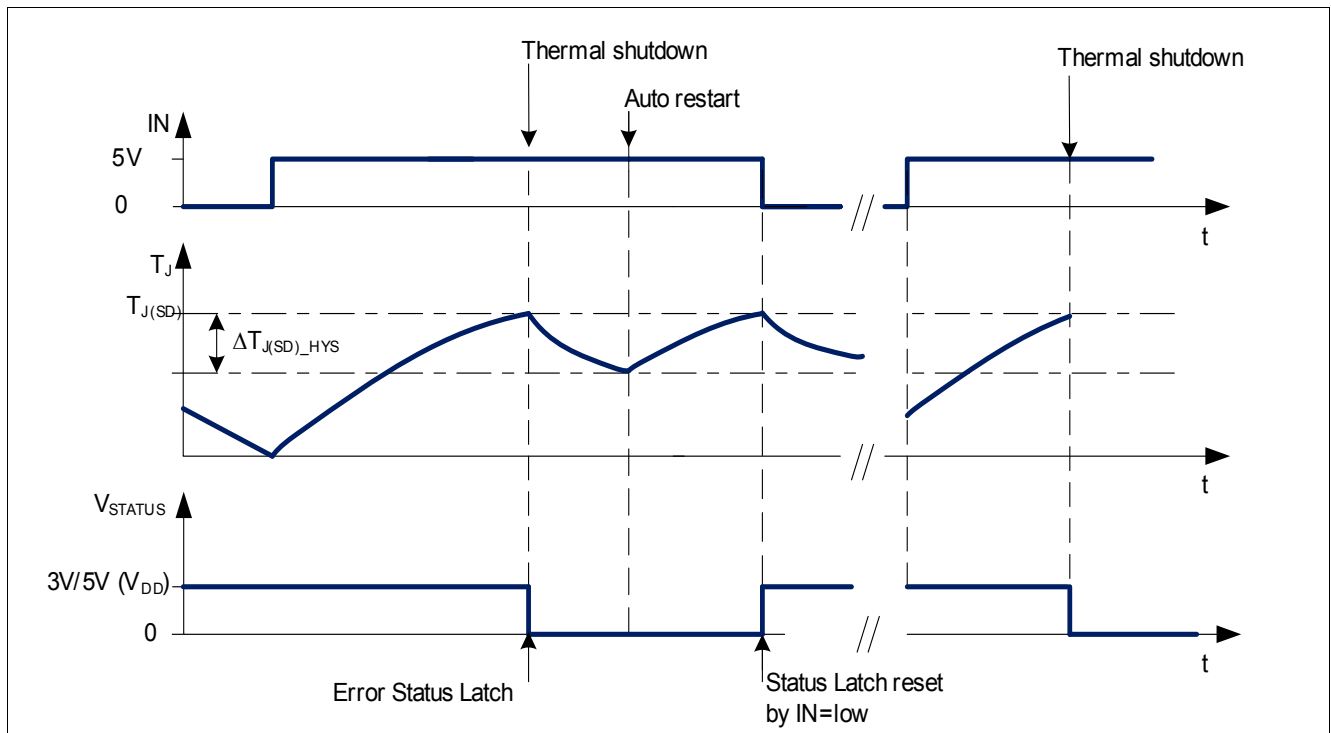 Thermal shutdown
Thermal shutdown
Auto restart
IN
5V
0
//
t
TJ
TJ(SD)
ΔTJ(SD)_HYS
//
t
VSTATUS
3V/5V (VDD)
0
//
t
Error Status Latch
Status Latch reset
by IN=low